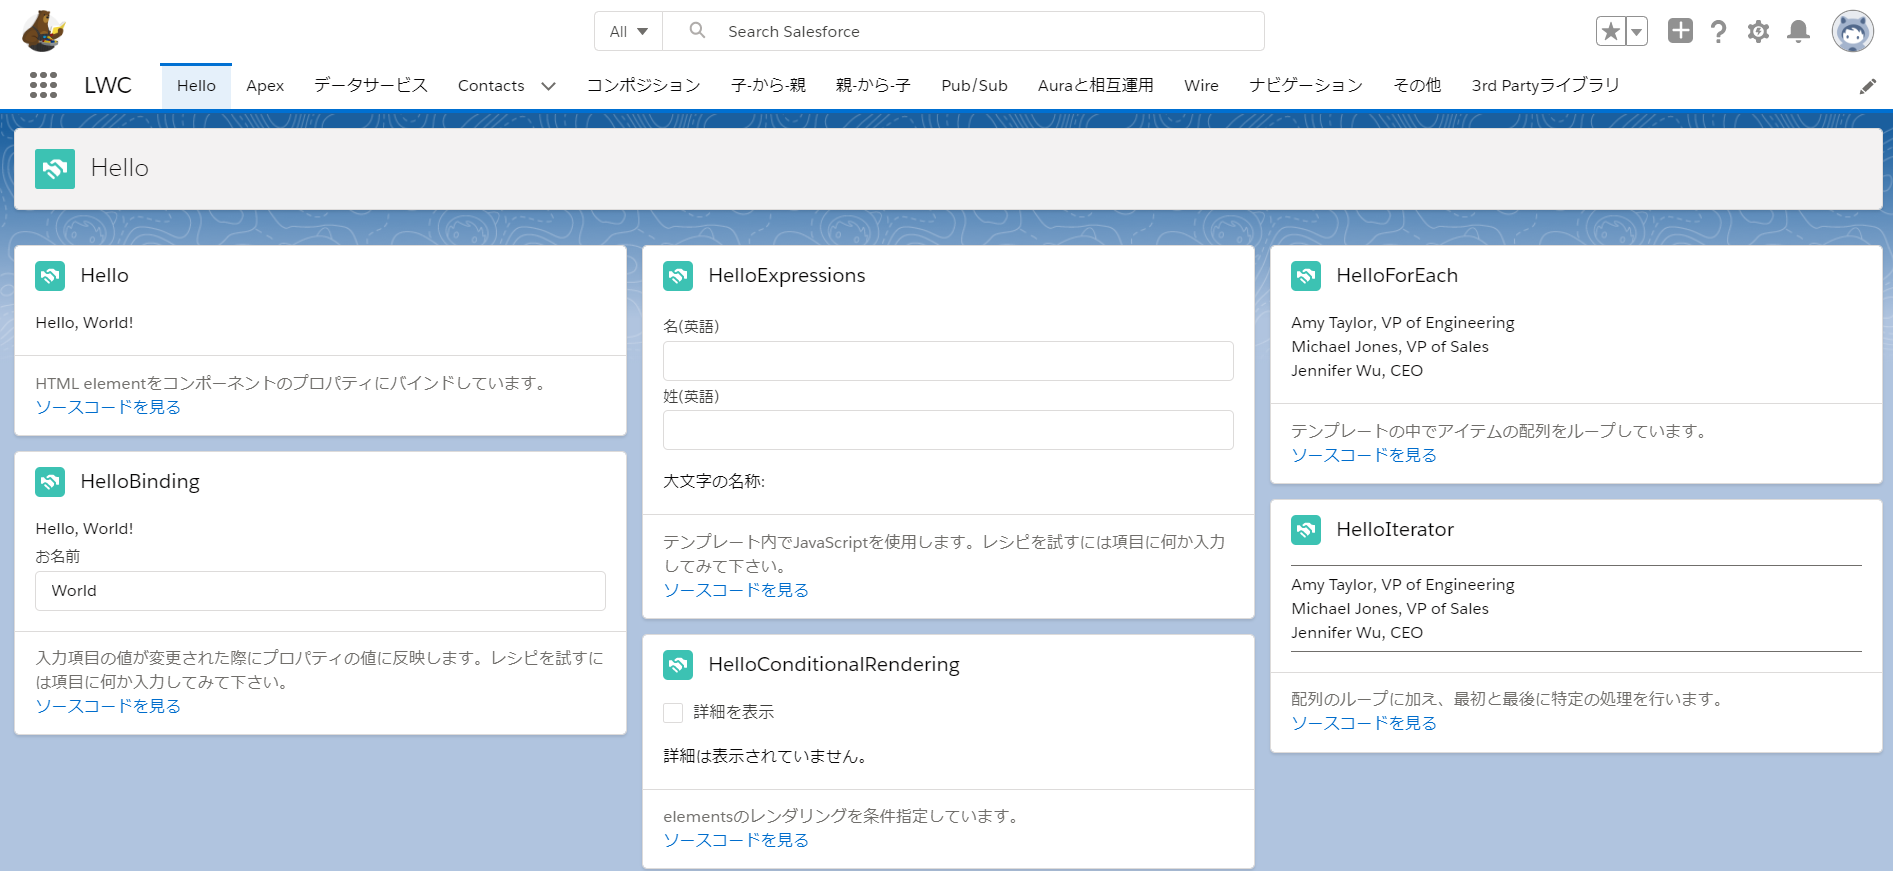 All
Search Salesforce
LWC
Hello
Apex
データサービス
Contacts
コンポジション
子-から-親
親-から-子
Pub/Sub
Auraと相互運用
Wire
ナビゲーション
その他
3rd Partyライブラリ
Hello
Hello
Hello, World!
HTML elementをコンポーネントのプロパティにバインドしています。
ソースコードを見る
HelloBinding
Hello, World!
お名前
World
入力項目の値が変更された際にプロパティの値に反映します。レシピを試すに
は項目に何か入力してみて下さい。
ソースコードを見る
HelloExpressions
名(英語)
姓(英語)
大文字の名称:
テンプレート内でJavaScriptを使用します。レシピを試すには項目に何か入力
してみて下さい。
ソースコードを見る
HelloConditionalRendering
詳細を表示
詳細は表示されていません。
elementsのレンダリングを条件指定しています。
ソースコードを見る
HelloForEach
Amy Taylor, VP of Engineering
Michael Jones, VP of Sales
Jennifer Wu, CEO
テンプレートの中でアイテムの配列をループしています。
ソースコードを見る
HelloIterator
Amy Taylor, VP of Engineering
Michael Jones, VP of Sales
Jennifer Wu, CEO
配列のループに加え、最初と最後に特定の処理を行います。
ソースコードを見る